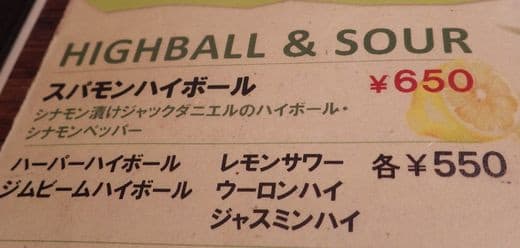 HIGHBALL & SOUR
スパモンハイボール ¥650
シナモン漬けジャックダニエルのハイボール・
シナモンペッパー
ハーバーハイボール レモンサワー 各¥550
ジムビームハイボール ウーロンハイ
ジャスミンハイ